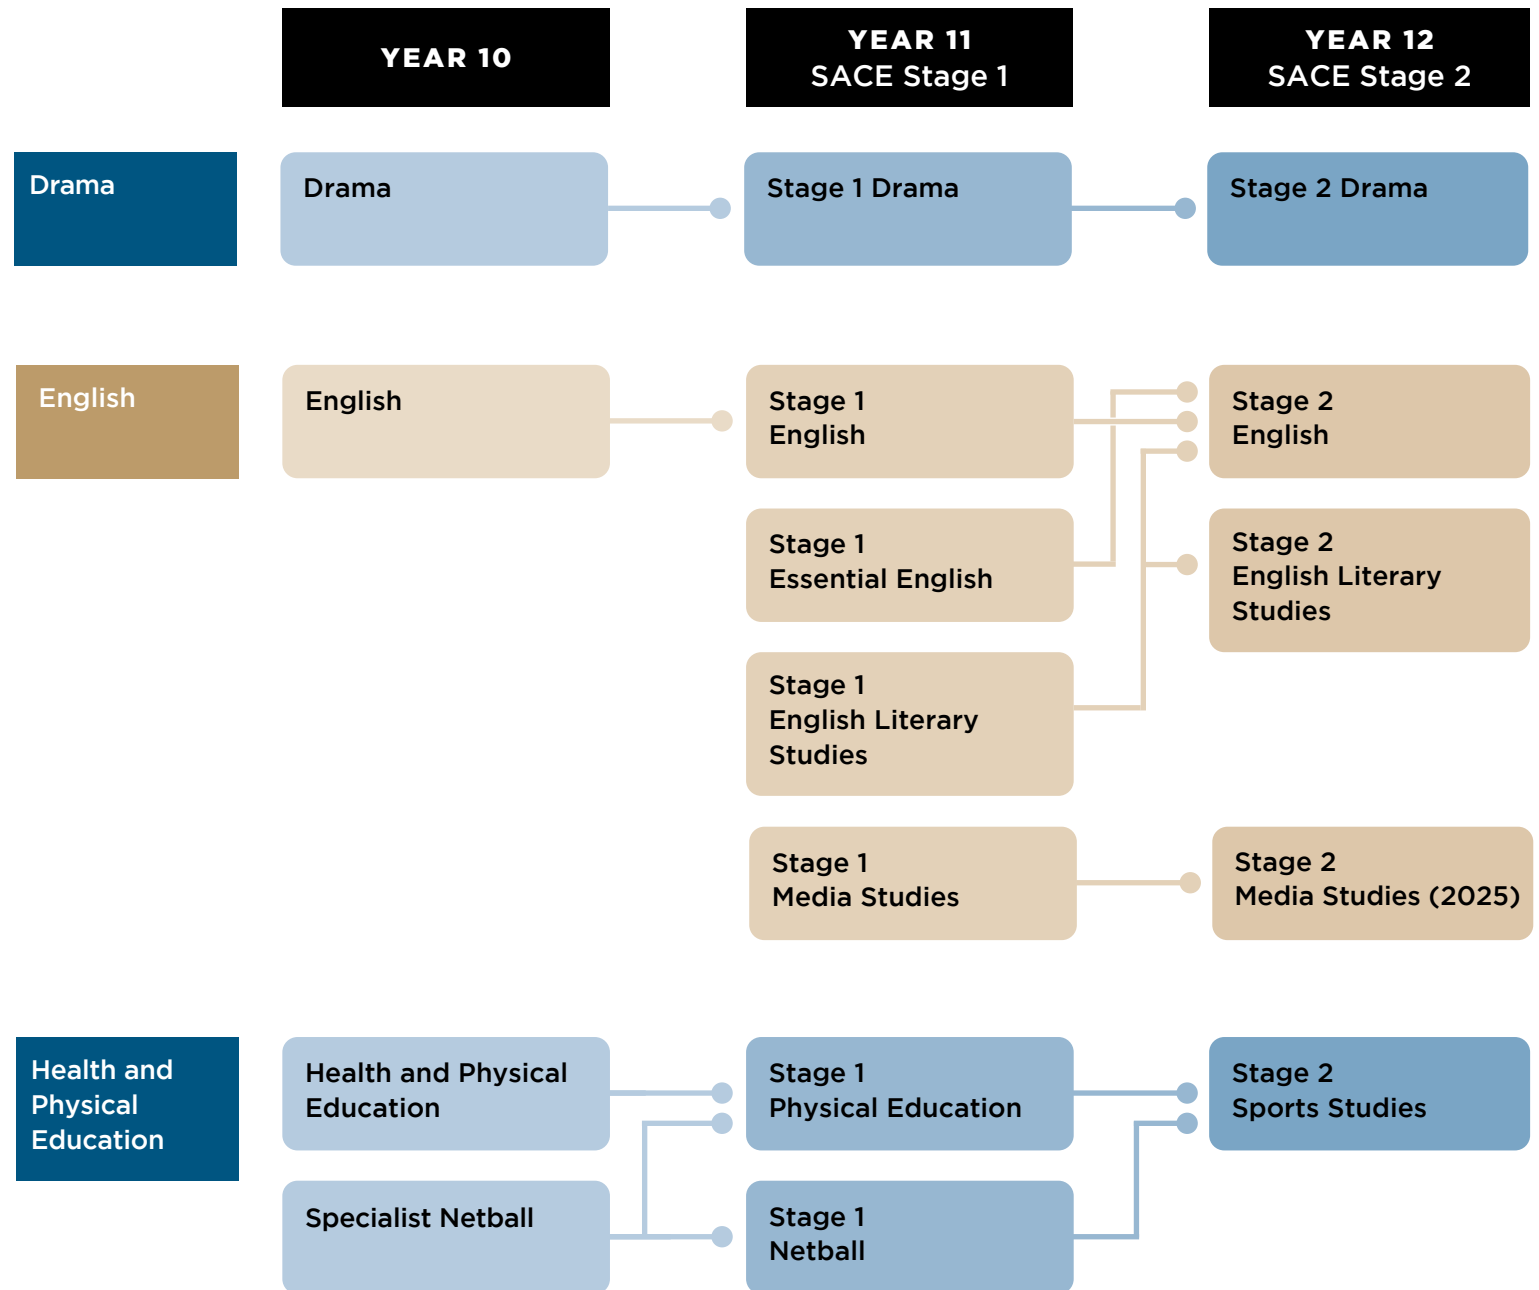 YEAR 10
YEAR 11
SACE Stage 1
YEAR 12
SACE Stage 2
Drama
Drama
Stage 1 Drama
Stage 2 Drama
English
English
Stage 1
English
Stage 2
English
Stage 1
Essential English
Stage 2
English Literary
Studies
Stage 1
English Literary
Studies
Stage 1
Media Studies
Stage 2
Media Studies (2025)
Health and
Physical
Education
Health and Physical
Education
Stage 1
Physical Education
Stage 2
Sports Studies
Specialist Netball
Stage 1
Netball